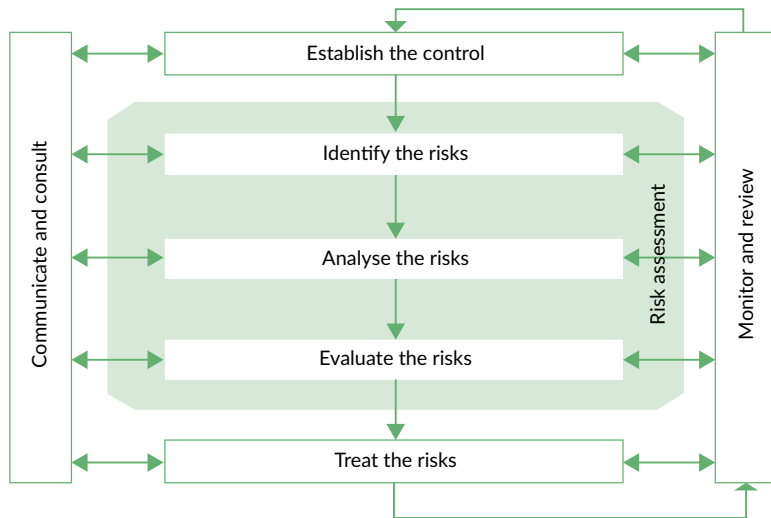 Establish the control
Identify the risks
Analyse the risks
Evaluate the risks
Treat the risks
Communicate and consult
Risk assessment
Monitor and review